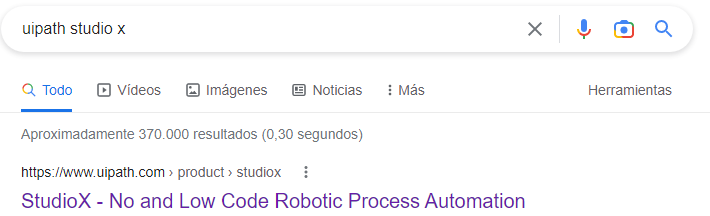 uipath studio x
Todo Vídeos Imágenes Noticias Más Herramientas
Aproximadamente 370.000 resultados (0,30 segundos)
https://www.uipath.com › product › studiox
StudioX - No and Low Code Robotic Process Automation